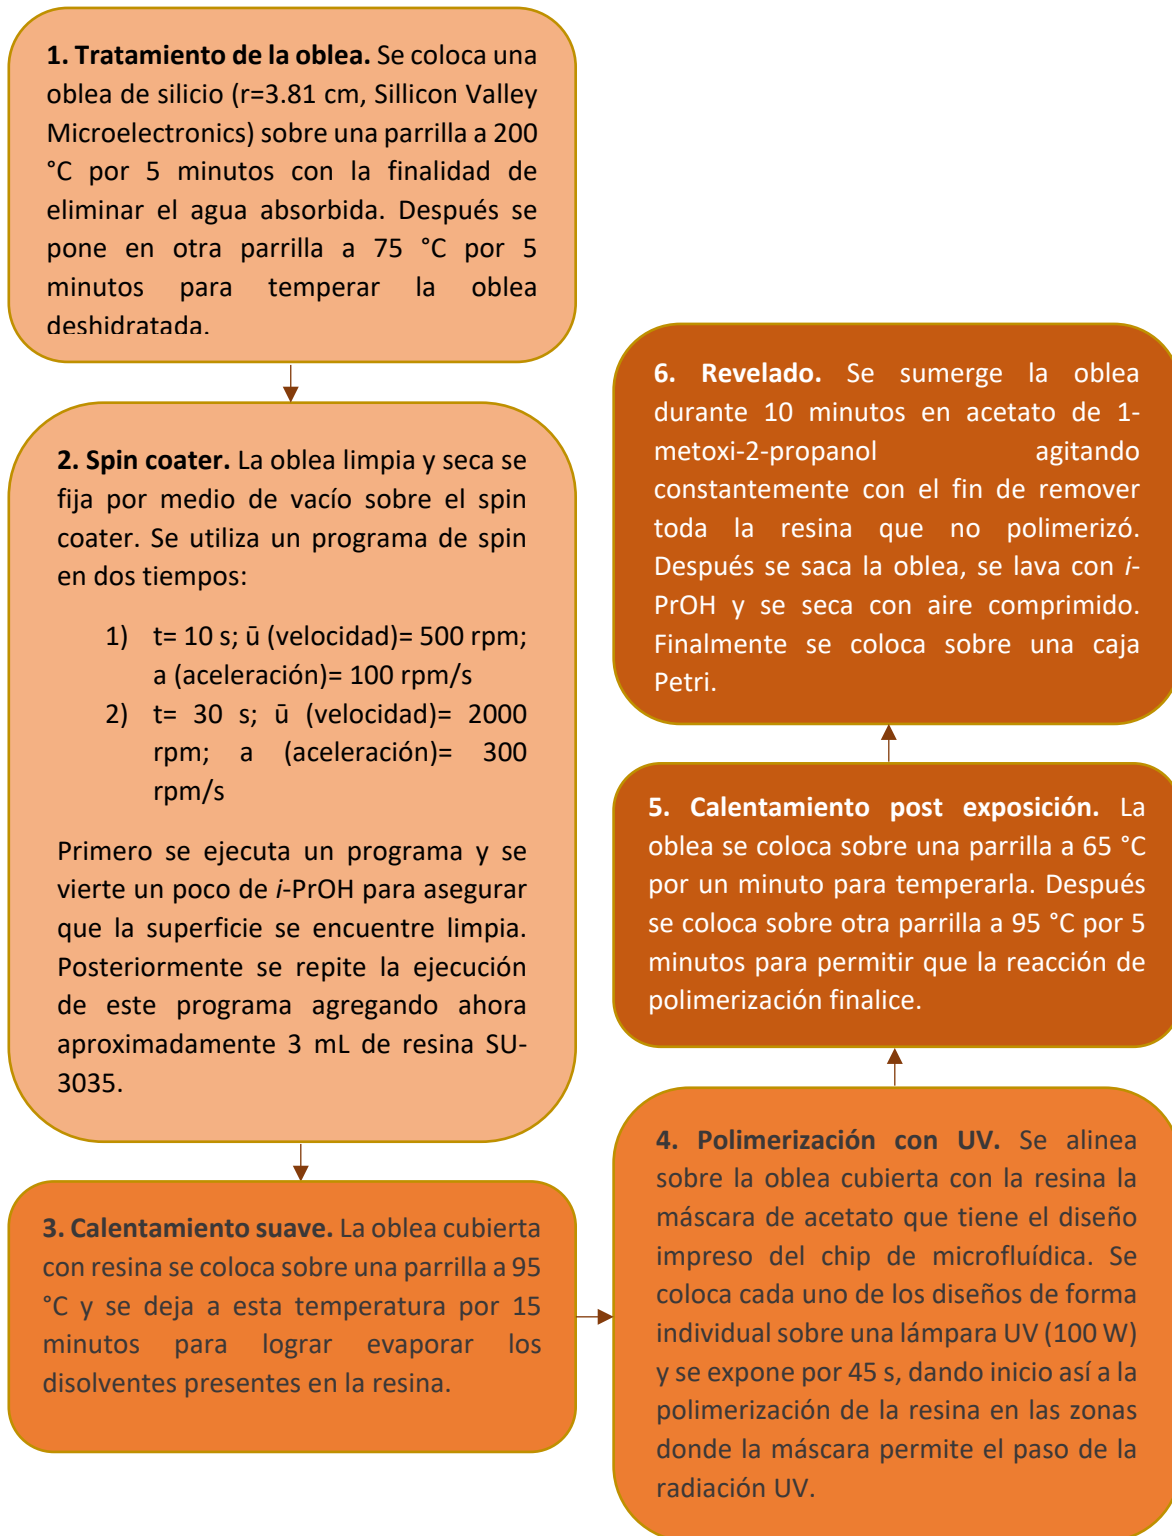 1. Tratamiento de la oblea. Se coloca una
oblea de silicio (r=3.81 cm, Sillicon Valley
Microelectronics) sobre una parrilla a 200
°C por 5 minutos con la finalidad de
eliminar el agua absorbida. Después se
pone en otra parrilla a 75 °C por 5
minutos para temperar la oblea
deshidratada.
2. Spin coater. La oblea limpia y seca se
fija por medio de vacío sobre el spin
coater. Se utiliza un programa de spin
en dos tiempos:
1) t= 10 s; ū (velocidad)= 500 rpm;
a (aceleración)= 100 rpm/s
2) t= 30 s; ū (velocidad)= 2000
rpm; a (aceleración)= 300
rpm/s
Primero se ejecuta un programa y se
vierte un poco de i-PrOH para asegurar
que la superficie se encuentre limpia.
Posteriormente se repite la ejecución
de este programa agregando ahora
aproximadamente 3 mL de resina SU-
3035.
3. Calentamiento suave. La oblea cubierta
con resina se coloca sobre una parrilla a 95
°C y se deja a esta temperatura por 15
minutos para lograr evaporar los
disolventes presentes en la resina.
4. Polimerización con UV. Se alinea
sobre la oblea cubierta con la resina la
máscara de acetato que tiene el diseño
impreso del chip de microfluídica. Se
coloca cada uno de los diseños de forma
individual sobre una lámpara UV (100 W)
y se expone por 45 s, dando inicio así a la
polimerización de la resina en las zonas
donde la máscara permite el paso de la
radiación UV.
5. Calentamiento post exposición. La
oblea se coloca sobre una parrilla a 65 °C
por un minuto para temperarla. Después
se coloca sobre otra parrilla a 95 °C por 5
minutos para permitir que la reacción de
polimerización finalice.
6. Revelado. Se sumerge la oblea
durante 10 minutos en acetato de 1-
metoxi-2-propanol agitando
constantemente con el fin de remover
toda la resina que no polimerizó.
Después se saca la oblea, se lava con i-
PrOH y se seca con aire comprimido.
Finalmente se coloca sobre una caja
Petri.